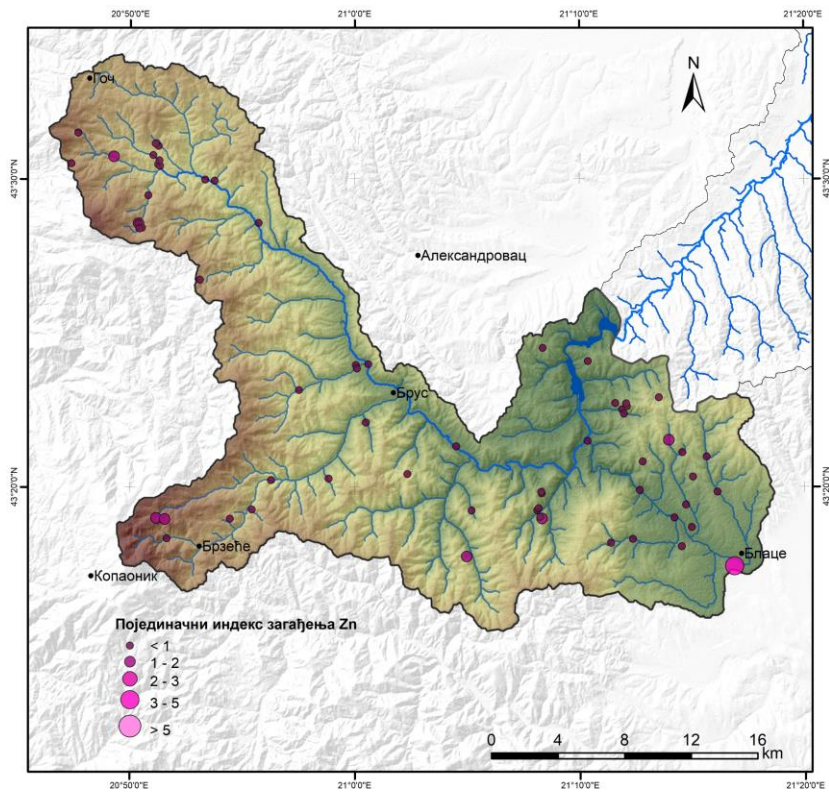 20°50'0"E 21°0'0"E 21°10'0"E 21°20'0"E
Гоч
N
43°30'0"N 43°30'0"N
Александровац
Брус
43°20'0"N 43°20'0"N
Брзеће
Блаце
Копаоник
Појединачни индекс загађења Zn
< 1
1 - 2
2 - 3
3 - 5
> 5
0 4 8 12 16
km
20°50'0"E 21°0'0"E 21°10'0"E 21°20'0"E